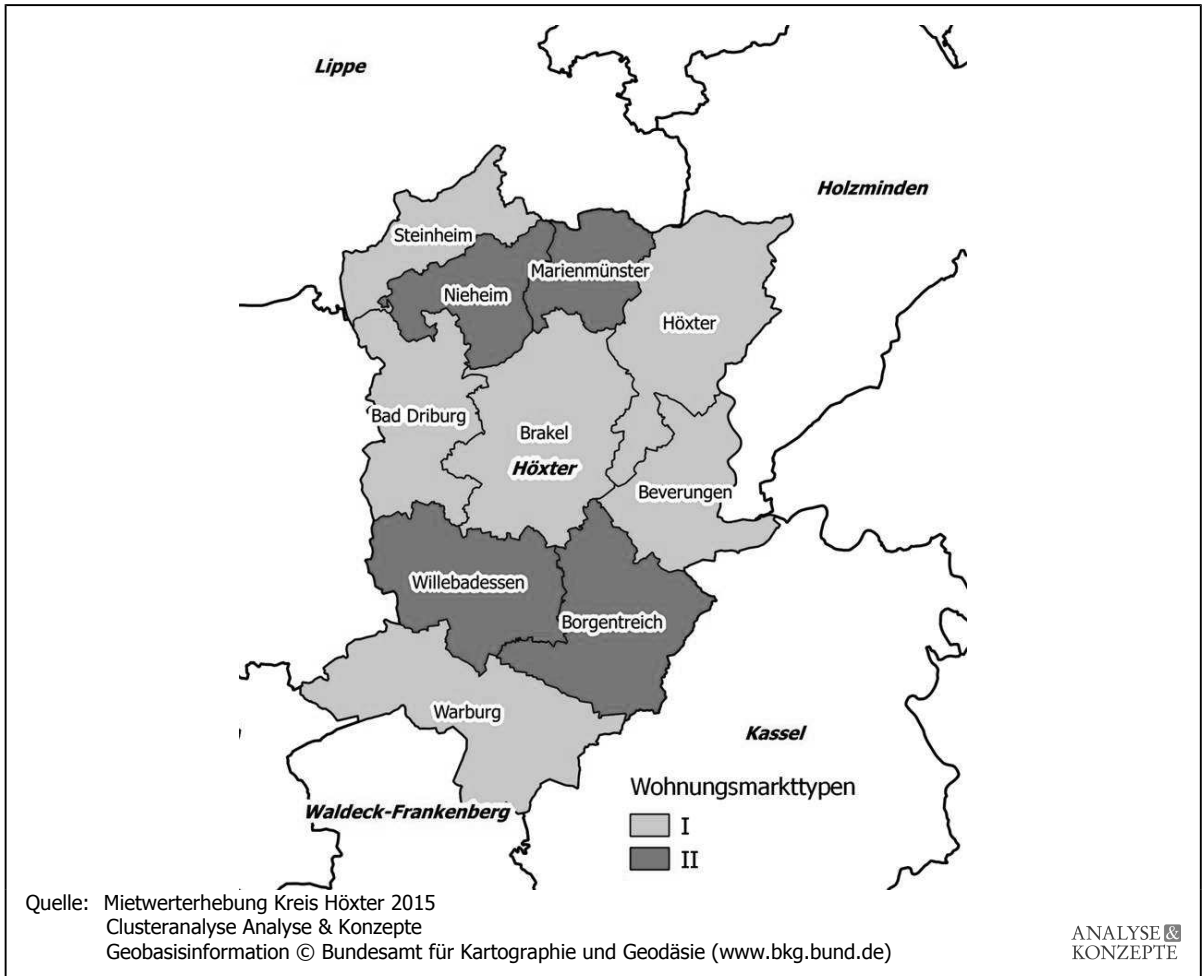 Lippe
Holzminden
Steinheim
Marienmünster
Nieheim
Höxter
Bad Driburg
Brakel
Höxter
Beverungen
Willebadessen
Borgentreich
Warburg
Kassel
Wohnungsmarkttypen
I
II
Waldeck-Frankenberg
Quelle: Mietwerterhebung Kreis Höxter 2015
Clusteranalyse Analyse & Konzepte
Geobasisinformation © Bundesamt für Kartographie und Geodäsie (www.bkg.bund.de)
ANALYSE &
KONZEPTE